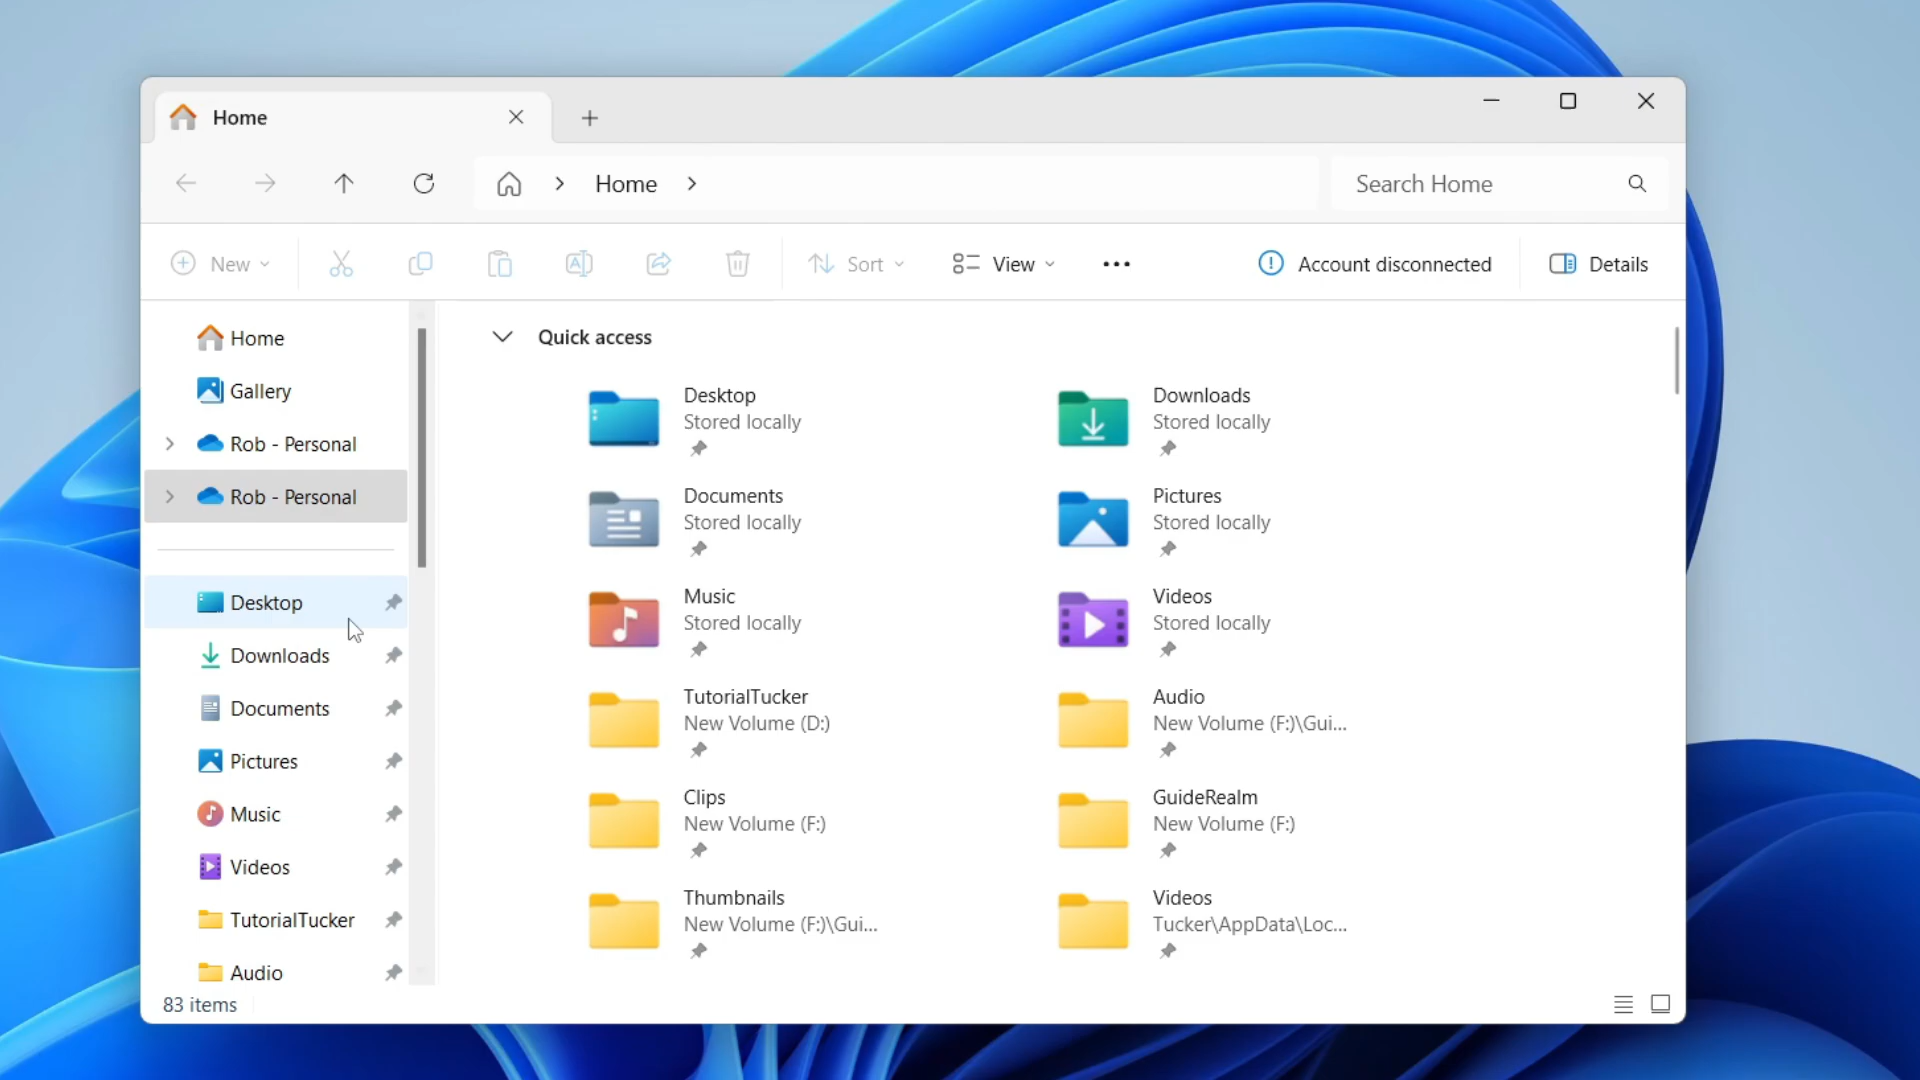 Home
Home
Search Home
New
Sort
View
Account disconnected
Details
Home
Gallery
Rob - Personal
Rob - Personal
Desktop
Downloads
Documents
Pictures
Music
Videos
TutorialTucker
Audio
Quick access
Desktop
Stored locally
Downloads
Stored locally
Documents
Stored locally
Pictures
Stored locally
Music
Stored locally
Videos
Stored locally
TutorialTucker
New Volume (D:)
Audio
New Volume (F:)\Gui...
Clips
New Volume (F:)
GuideRealm
New Volume (F:)
Thumbnails
New Volume (F:)\Gui...
Videos
Tucker\AppData\Loc...
83 items